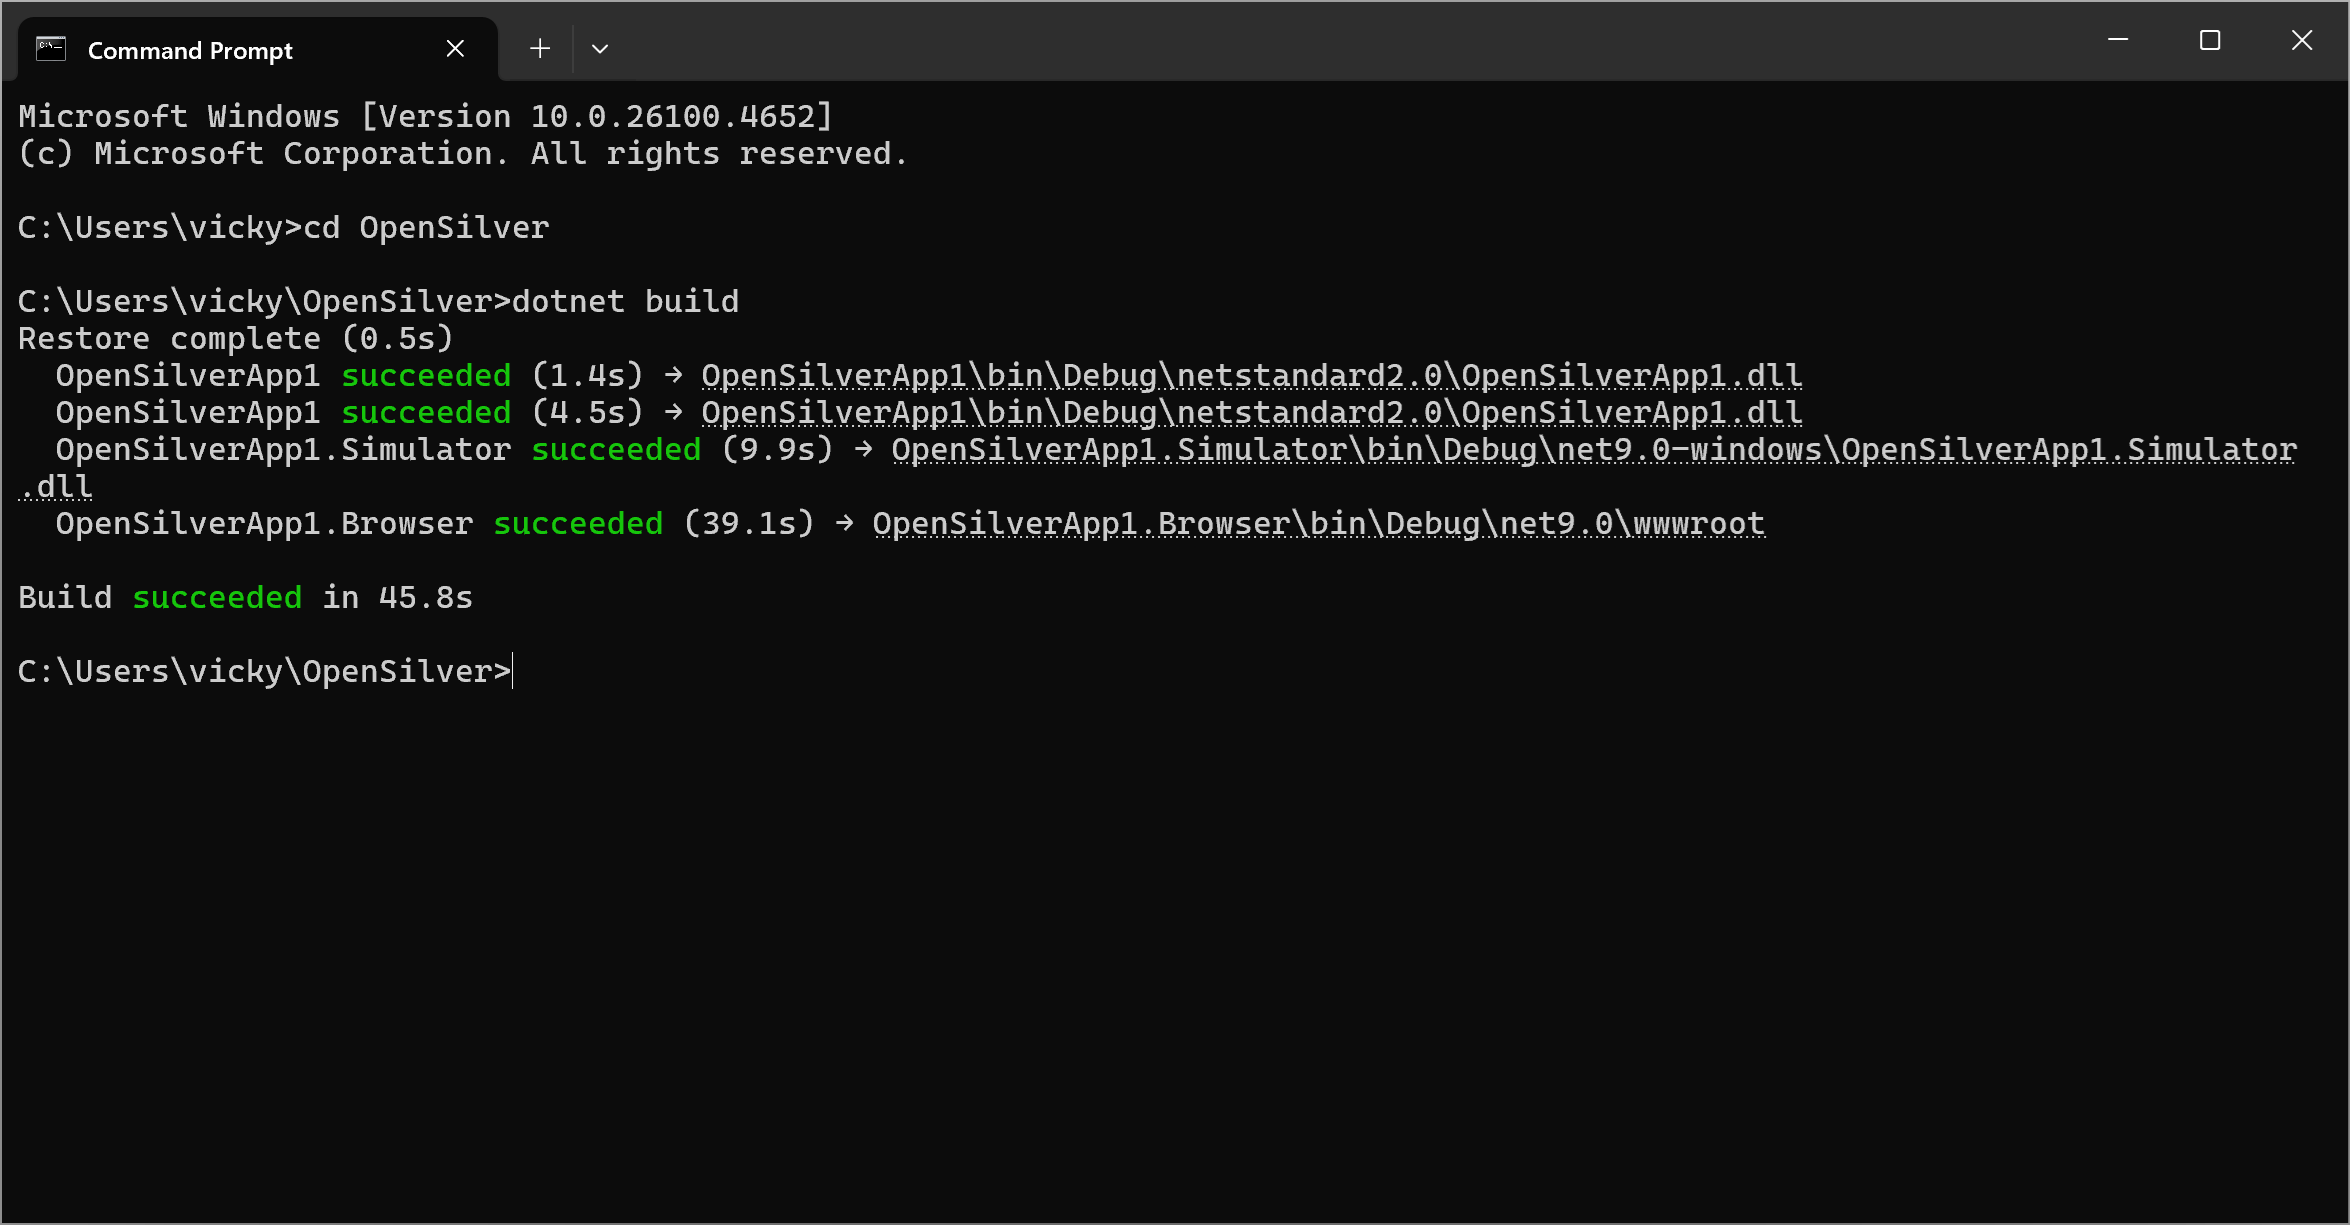 Command Prompt
Microsoft Windows [Version 10.0.26100.4652]
(c) Microsoft Corporation. All rights reserved.
C:\Users\vicky>cd OpenSilver
C:\Users\vicky\OpenSilver>dotnet build
Restore complete (0.5s)
  OpenSilverApp1 succeeded (1.4s) → OpenSilverApp1\bin\Debug\netstandard2.0\OpenSilverApp1.dll
  OpenSilverApp1 succeeded (4.5s) → OpenSilverApp1\bin\Debug\netstandard2.0\OpenSilverApp1.dll
  OpenSilverApp1.Simulator succeeded (9.9s) → OpenSilverApp1.Simulator\bin\Debug\net9.0-windows\OpenSilverApp1.Simulator
.dll
  OpenSilverApp1.Browser succeeded (39.1s) → OpenSilverApp1.Browser\bin\Debug\net9.0\wwwroot
Build succeeded in 45.8s
C:\Users\vicky\OpenSilver>